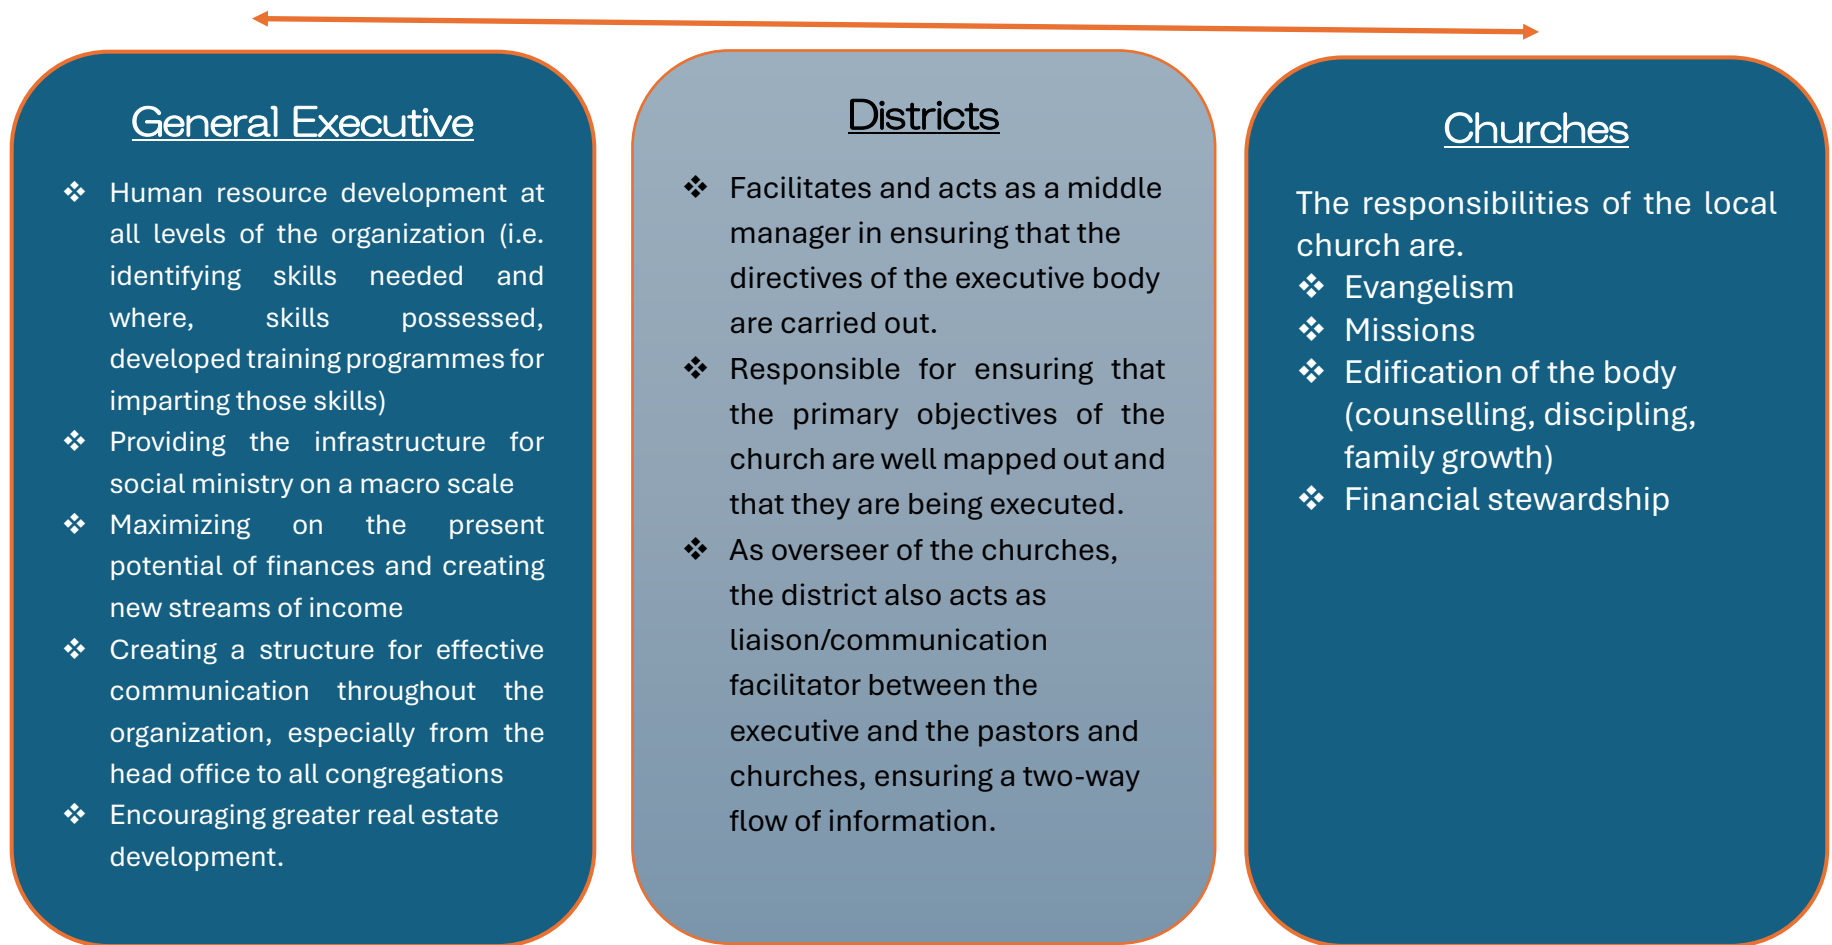 General Executive
❖ Human resource development at
all levels of the organization (i.e.
identifying skills needed and
where, skills possessed,
developed training programmes for
imparting those skills)
❖ Providing the infrastructure for
social ministry on a macro scale
❖ Maximizing on the present
potential of finances and creating
new streams of income
❖ Creating a structure for effective
communication throughout the
organization, especially from the
head office to all congregations
❖ Encouraging greater real estate
development.
Districts
❖ Facilitates and acts as a middle
manager in ensuring that the
directives of the executive body
are carried out.
❖ Responsible for ensuring that
the primary objectives of the
church are well mapped out and
that they are being executed.
❖ As overseer of the churches,
the district also acts as
liaison/communication
facilitator between the
executive and the pastors and
churches, ensuring a two-way
flow of information.
Churches
The responsibilities of the local
church are.
❖ Evangelism
❖ Missions
❖ Edification of the body
(counselling, discipling,
family growth)
❖ Financial stewardship